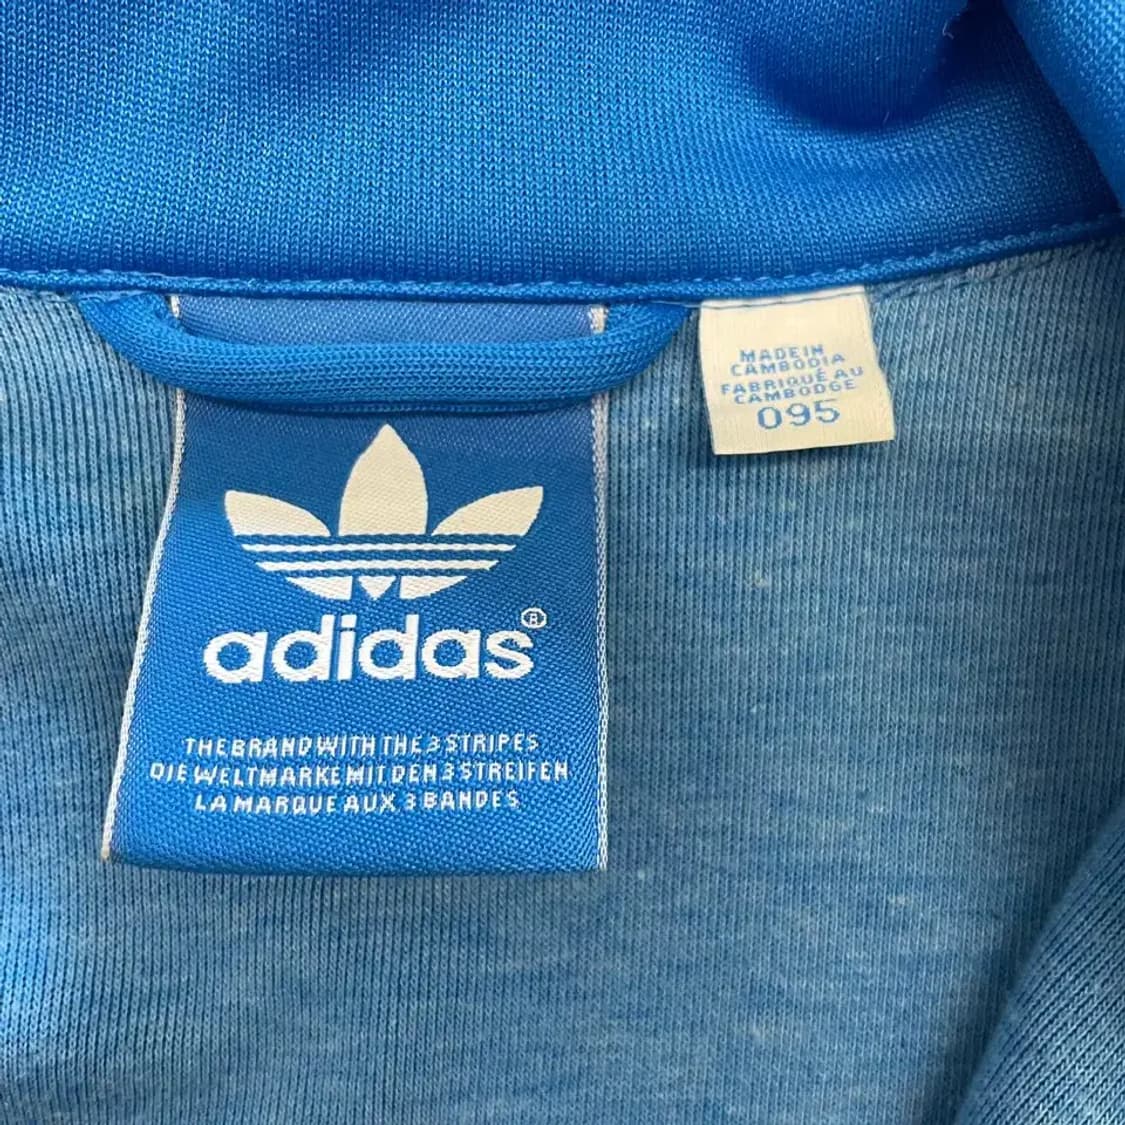 adidas®
THE BRAND WITH THE 3 STRIPES
DIE WELTMARKE MIT DEN 3 STREIFEN
LA MARQUE AUX 3 BANDES
MADE IN
CAMBODIA
FABRIQUÉ AU
CAMBODGE
095